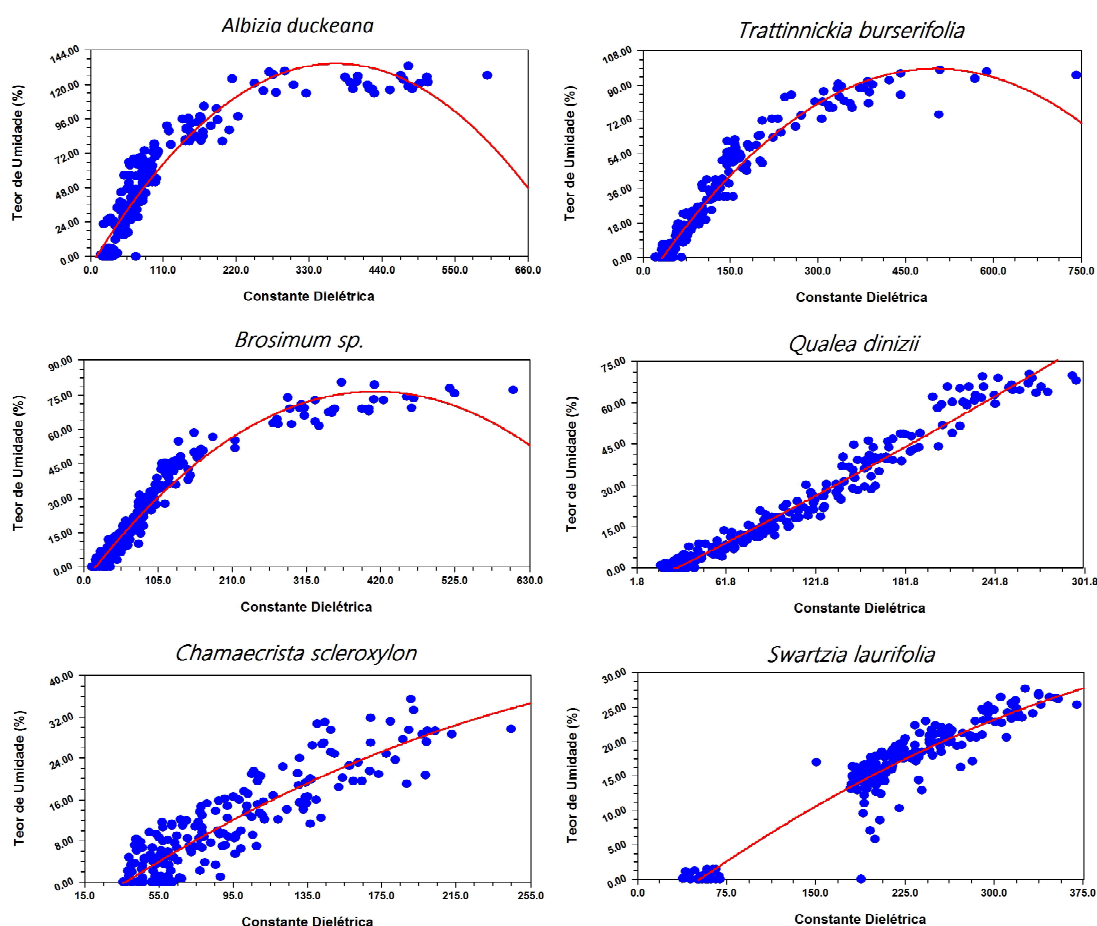 Albizia duckeana
Teor de Umidade (%)
144.00
120.00
96.00
72.00
48.00
24.00
0.00
0.0 110.0 220.0 330.0 440.0 550.0 660.0
Constante Dielétrica
Trattinnickia burserifolia
Teor de Umidade (%)
108.00
90.00
72.00
54.00
36.00
18.00
0.00
0.0 150.0 300.0 450.0 600.0 750.0
Constante Dielétrica
Brosimum sp.
Teor de Umidade (%)
90.00
75.00
60.00
45.00
30.00
15.00
0.00
0.0 105.0 210.0 315.0 420.0 525.0 630.0
Constante Dielétrica
Qualea dinizii
Teor de Umidade (%)
75.00
60.00
45.00
30.00
15.00
0.00
1.8 61.8 121.8 181.8 241.8 301.8
Constante Dielétrica
Chamaecrista scleroxylon
Teor de Umidade (%)
40.00
32.00
24.00
16.00
8.00
0.00
15.0 55.0 95.0 135.0 175.0 215.0 255.0
Constante Dielétrica
Swartzia laurifolia
Teor de Umidade (%)
30.00
25.00
20.00
15.00
10.00
5.00
0.00
0.0 75.0 150.0 225.0 300.0 375.0
Constante Dielétrica